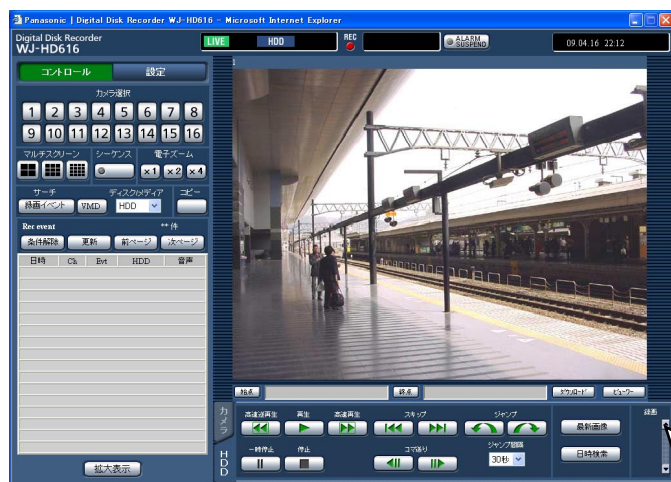 Panasonic | Digital Disk Recorder WJ-HD616 - Microsoft Internet Explorer
Digital Disk Recorder
WJ-HD616
LIVE HDD REC ALARM SUSPEND 09.04.16 22:12
コントロール 設定
カメラ選択
1 2 3 4 5 6 7 8
9 10 11 12 13 14 15 16
マルチスクリーン シーケンス 電子ズーム
×1 ×2 ×4
サーチ ディスク/メディア コピー
録画イベント VMD HDD
Rec event ** 件
条件解除 更新 前ページ 次ページ
日時 Ch Evt HDD 音声
拡大表示
始点 終点 ダウンロード ビューワー
カメラ
HDD
高速逆再生 再生 高速再生 スキップ ジャンプ 録画
最新画像
一時停止 停止 コマ送り ジャンプ間隔
30秒 日時検索